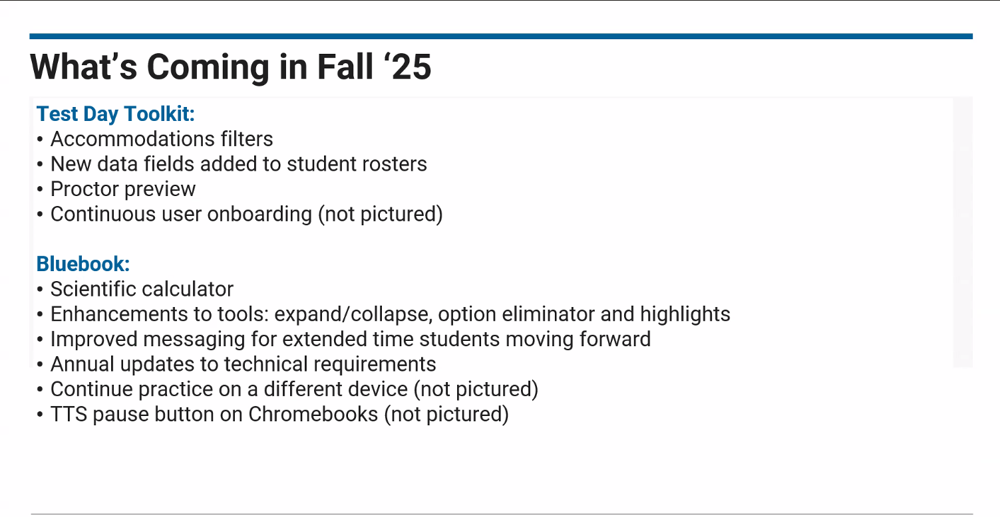 What’s Coming in Fall ‘25
Test Day Toolkit:
• Accommodations filters
• New data fields added to student rosters
• Proctor preview
• Continuous user onboarding (not pictured)
Bluebook:
• Scientific calculator
• Enhancements to tools: expand/collapse, option eliminator and highlights
• Improved messaging for extended time students moving forward
• Annual updates to technical requirements
• Continue practice on a different device (not pictured)
• TTS pause button on Chromebooks (not pictured)